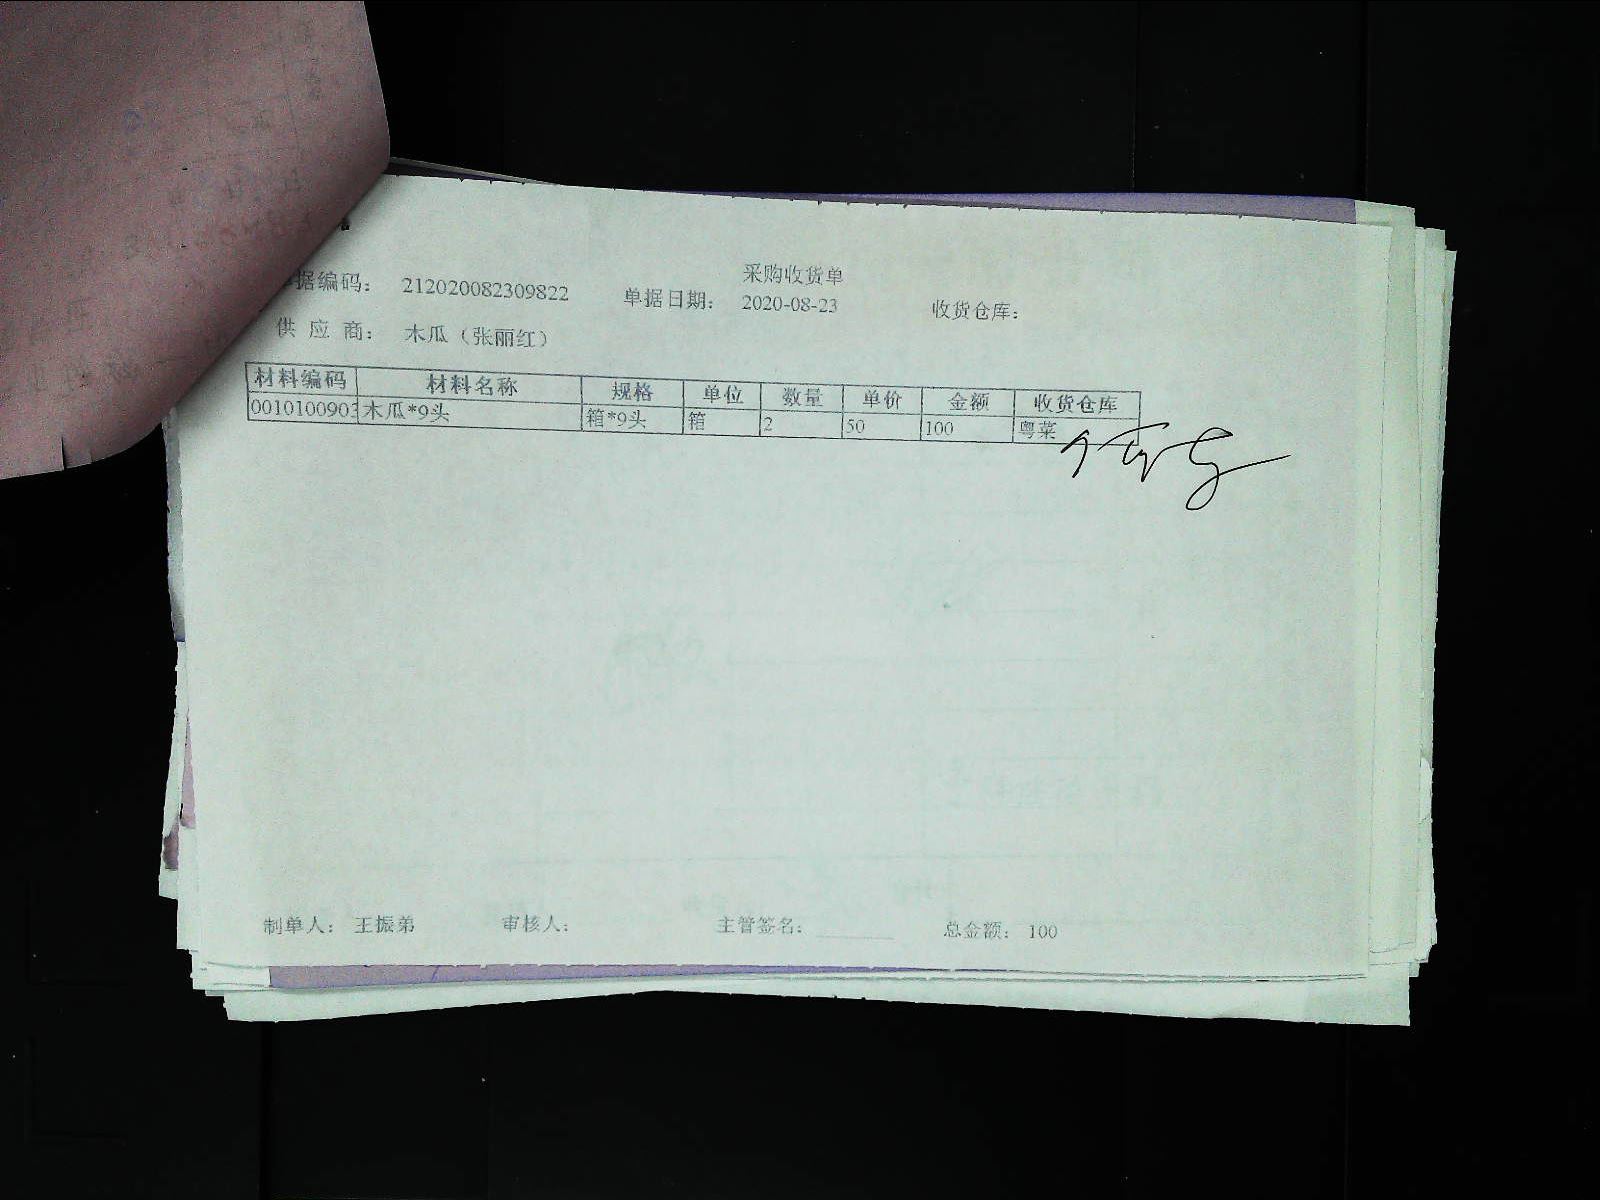 采购收货单
据编码： 212020082309822 单据日期： 2020-08-23 收货仓库：
供 应 商： 木瓜（张丽红）
材料编码 材料名称 规格 单位 数量 单价 金额 收货仓库
0010100903 木瓜*9头 箱*9头 箱 2 50 100 粤菜
制单人： 王振弟 审核人： 主管签名： 总金额： 100